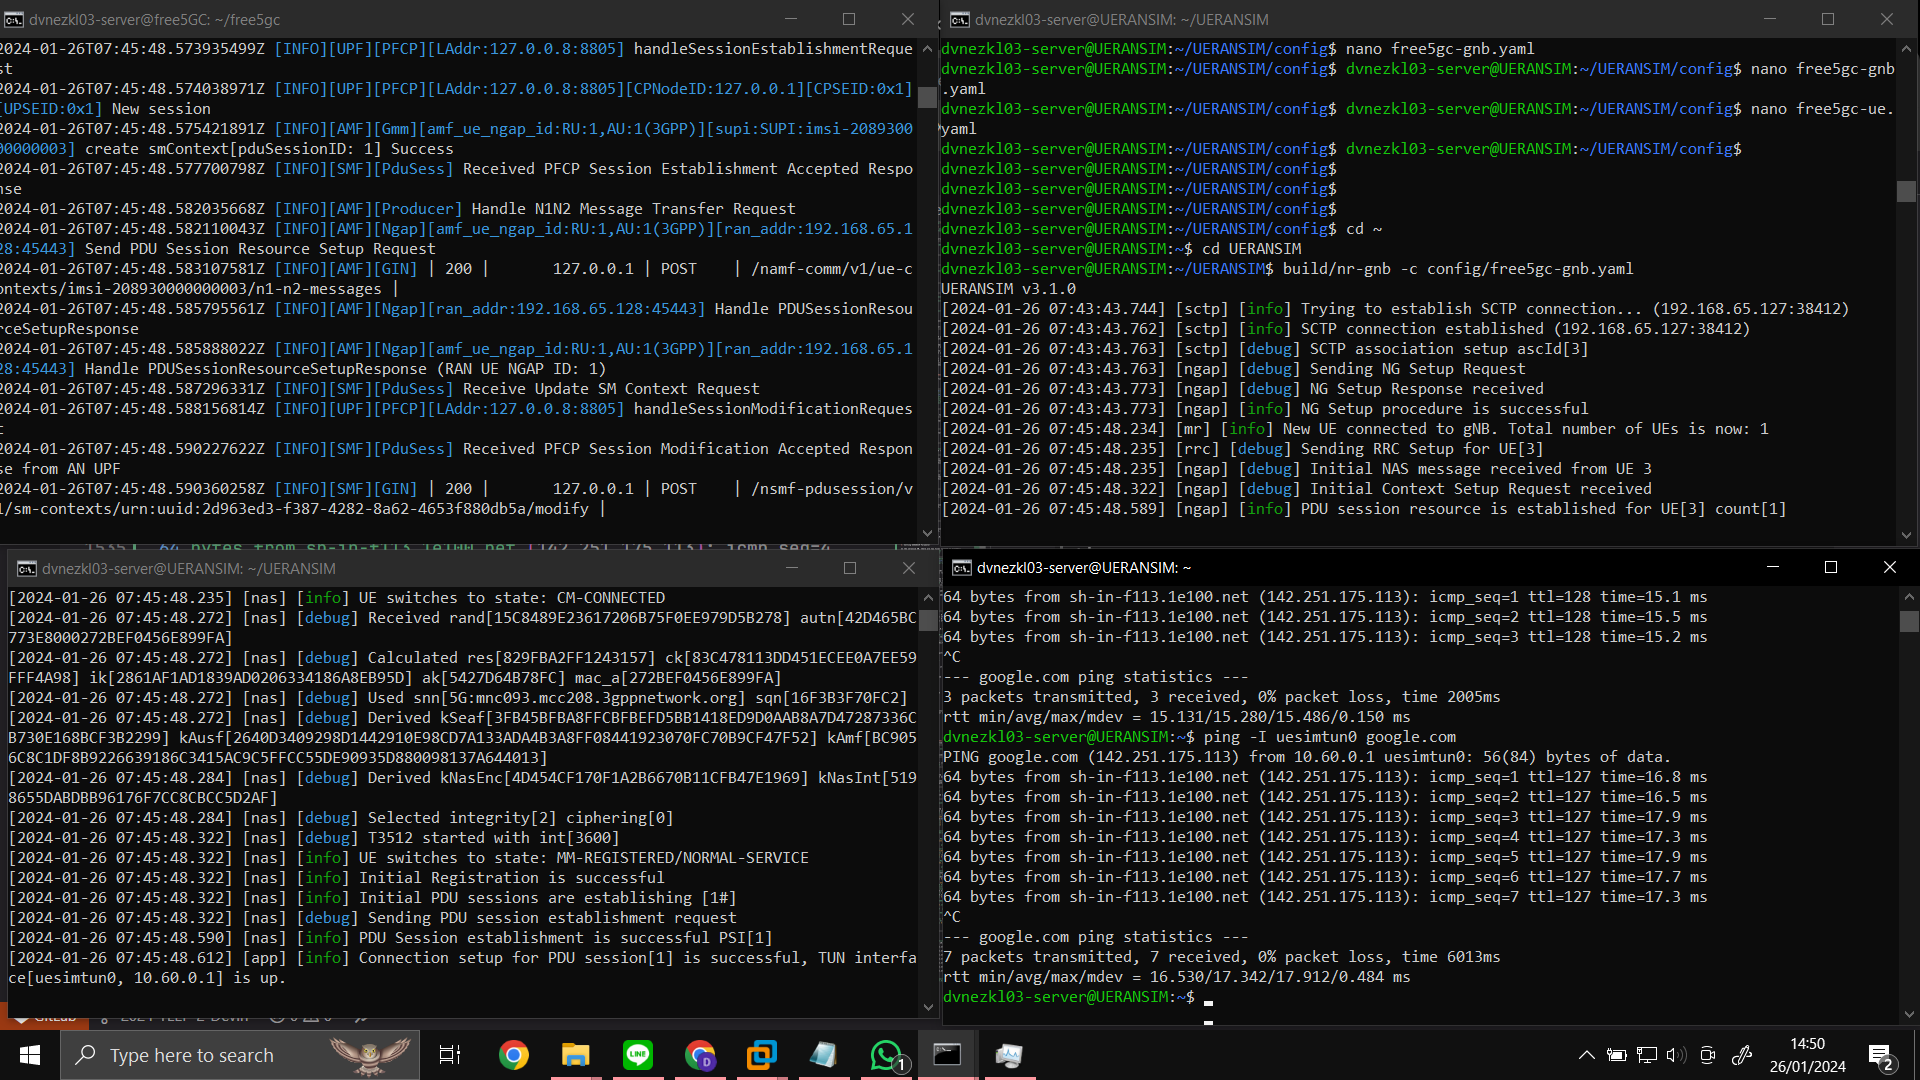 dvnezkl03-server@free5GC: ~/free5gc
2024-01-26T07:45:48.573935499Z [INFO][UPF][PFCP][LAddr:127.0.0.8:8805] handleSessionEstablishmentReque
st
2024-01-26T07:45:48.574038971Z [INFO][UPF][PFCP][LAddr:127.0.0.8:8805][CPNodeID:127.0.0.1][CPSEID:0x1]
[UPSEID:0x1] New session
2024-01-26T07:45:48.575421891Z [INFO][AMF][Gmm][amf_ue_ngap_id:RU:1,AU:1(3GPP)][supi:SUPI:imsi-2089300
00000003] create smContext[pduSessionID: 1] Success
2024-01-26T07:45:48.577700798Z [INFO][SMF][PduSess] Received PFCP Session Establishment Accepted Respo
nse
2024-01-26T07:45:48.582035668Z [INFO][AMF][Producer] Handle N1N2 Message Transfer Request
2024-01-26T07:45:48.582110043Z [INFO][AMF][Ngap][amf_ue_ngap_id:RU:1,AU:1(3GPP)][ran_addr:192.168.65.1
28:45443] Send PDU Session Resource Setup Request
2024-01-26T07:45:48.583107581Z [INFO][AMF][GIN] | 200 |       127.0.0.1 | POST    | /namf-comm/v1/ue-c
ontexts/imsi-208930000000003/n1-n2-messages |
2024-01-26T07:45:48.585795561Z [INFO][AMF][Ngap][ran_addr:192.168.65.128:45443] Handle PDUSessionResou
rceSetupResponse
2024-01-26T07:45:48.585888022Z [INFO][AMF][Ngap][amf_ue_ngap_id:RU:1,AU:1(3GPP)][ran_addr:192.168.65.1
28:45443] Handle PDUSessionResourceSetupResponse (RAN UE NGAP ID: 1)
2024-01-26T07:45:48.587296331Z [INFO][SMF][PduSess] Receive Update SM Context Request
2024-01-26T07:45:48.588156814Z [INFO][UPF][PFCP][LAddr:127.0.0.8:8805] handleSessionModificationReques
t
2024-01-26T07:45:48.590227622Z [INFO][SMF][PduSess] Received PFCP Session Modification Accepted Respon
se from AN UPF
2024-01-26T07:45:48.590360258Z [INFO][SMF][GIN] | 200 |       127.0.0.1 | POST    | /nsmf-pdusession/v
1/sm-contexts/urn:uuid:2d963ed3-f387-4282-8a62-4653f880db5a/modify |
dvnezkl03-server@UERANSIM: ~/UERANSIM
dvnezkl03-server@UERANSIM:~/UERANSIM/config$ nano free5gc-gnb.yaml
dvnezkl03-server@UERANSIM:~/UERANSIM/config$ dvnezkl03-server@UERANSIM:~/UERANSIM/config$ nano free5gc-gnb
.yaml
dvnezkl03-server@UERANSIM:~/UERANSIM/config$ dvnezkl03-server@UERANSIM:~/UERANSIM/config$ nano free5gc-ue.
yaml
dvnezkl03-server@UERANSIM:~/UERANSIM/config$ dvnezkl03-server@UERANSIM:~/UERANSIM/config$
dvnezkl03-server@UERANSIM:~/UERANSIM/config$
dvnezkl03-server@UERANSIM:~/UERANSIM/config$
dvnezkl03-server@UERANSIM:~/UERANSIM/config$
dvnezkl03-server@UERANSIM:~/UERANSIM/config$ cd ~
dvnezkl03-server@UERANSIM:~$ cd UERANSIM
dvnezkl03-server@UERANSIM:~/UERANSIM$ build/nr-gnb -c config/free5gc-gnb.yaml
UERANSIM v3.1.0
[2024-01-26 07:43:43.744] [sctp] [info] Trying to establish SCTP connection... (192.168.65.127:38412)
[2024-01-26 07:43:43.762] [sctp] [info] SCTP connection established (192.168.65.127:38412)
[2024-01-26 07:43:43.763] [sctp] [debug] SCTP association setup ascId[3]
[2024-01-26 07:43:43.763] [ngap] [debug] Sending NG Setup Request
[2024-01-26 07:43:43.773] [ngap] [debug] NG Setup Response received
[2024-01-26 07:43:43.773] [ngap] [info] NG Setup procedure is successful
[2024-01-26 07:45:48.234] [mr] [info] New UE connected to gNB. Total number of UEs is now: 1
[2024-01-26 07:45:48.235] [rrc] [debug] Sending RRC Setup for UE[3]
[2024-01-26 07:45:48.235] [ngap] [debug] Initial NAS message received from UE 3
[2024-01-26 07:45:48.322] [ngap] [debug] Initial Context Setup Request received
[2024-01-26 07:45:48.589] [ngap] [info] PDU session resource is established for UE[3] count[1]
dvnezkl03-server@UERANSIM: ~/UERANSIM
[2024-01-26 07:45:48.235] [nas] [info] UE switches to state: CM-CONNECTED
[2024-01-26 07:45:48.272] [nas] [debug] Received rand[15C8489E23617206B75F0EE979D5B278] autn[42D465BC
773E8000272BEF0456E899FA]
[2024-01-26 07:45:48.272] [nas] [debug] Calculated res[829FBA2FF1243157] ck[83C478113DD451ECEE0A7EE59
FFF4A98] ik[2861AF1AD1839AD0206334186A8EB95D] ak[5427D64B78FC] mac_a[272BEF0456E899FA]
[2024-01-26 07:45:48.272] [nas] [debug] Used snn[5G:mnc093.mcc208.3gppnetwork.org] sqn[16F3B3F70FC2]
[2024-01-26 07:45:48.272] [nas] [debug] Derived kSeaf[3FB45BFBA8FFCBFBEFD5BB1418ED9D0AAB8A7D47287336C
B730E168BCF3B2299] kAusf[2640D3409298D1442910E98CD7A133ADA4B3A8FF08441923070FC70B9CF47F52] kAmf[BC905
6C8C1DF8B9226639186C3415AC9C5FFCC55DE90935D880098137A644013]
[2024-01-26 07:45:48.284] [nas] [debug] Derived kNasEnc[4D454CF170F1A2B6670B11CFB47E1969] kNasInt[519
8655DABDBB96176F7CC8CBCC5D2AF]
[2024-01-26 07:45:48.284] [nas] [debug] Selected integrity[2] ciphering[0]
[2024-01-26 07:45:48.322] [nas] [debug] T3512 started with int[3600]
[2024-01-26 07:45:48.322] [nas] [info] UE switches to state: MM-REGISTERED/NORMAL-SERVICE
[2024-01-26 07:45:48.322] [nas] [info] Initial Registration is successful
[2024-01-26 07:45:48.322] [nas] [info] Initial PDU sessions are establishing [1#]
[2024-01-26 07:45:48.322] [nas] [debug] Sending PDU session establishment request
[2024-01-26 07:45:48.590] [nas] [info] PDU Session establishment is successful PSI[1]
[2024-01-26 07:45:48.612] [app] [info] Connection setup for PDU session[1] is successful, TUN interfa
ce[uesimtun0, 10.60.0.1] is up.
dvnezkl03-server@UERANSIM: ~
64 bytes from sh-in-f113.1e100.net (142.251.175.113): icmp_seq=1 ttl=128 time=15.1 ms
64 bytes from sh-in-f113.1e100.net (142.251.175.113): icmp_seq=2 ttl=128 time=15.5 ms
64 bytes from sh-in-f113.1e100.net (142.251.175.113): icmp_seq=3 ttl=128 time=15.2 ms
^C
--- google.com ping statistics ---
3 packets transmitted, 3 received, 0% packet loss, time 2005ms
rtt min/avg/max/mdev = 15.131/15.280/15.486/0.150 ms
dvnezkl03-server@UERANSIM:~$ ping -I uesimtun0 google.com
PING google.com (142.251.175.113) from 10.60.0.1 uesimtun0: 56(84) bytes of data.
64 bytes from sh-in-f113.1e100.net (142.251.175.113): icmp_seq=1 ttl=127 time=16.8 ms
64 bytes from sh-in-f113.1e100.net (142.251.175.113): icmp_seq=2 ttl=127 time=16.5 ms
64 bytes from sh-in-f113.1e100.net (142.251.175.113): icmp_seq=3 ttl=127 time=17.9 ms
64 bytes from sh-in-f113.1e100.net (142.251.175.113): icmp_seq=4 ttl=127 time=17.3 ms
64 bytes from sh-in-f113.1e100.net (142.251.175.113): icmp_seq=5 ttl=127 time=17.9 ms
64 bytes from sh-in-f113.1e100.net (142.251.175.113): icmp_seq=6 ttl=127 time=17.7 ms
64 bytes from sh-in-f113.1e100.net (142.251.175.113): icmp_seq=7 ttl=127 time=17.3 ms
^C
--- google.com ping statistics ---
7 packets transmitted, 7 received, 0% packet loss, time 6013ms
rtt min/avg/max/mdev = 16.530/17.342/17.912/0.484 ms
dvnezkl03-server@UERANSIM:~$
Type here to search
D
1
14:50
26/01/2024
2